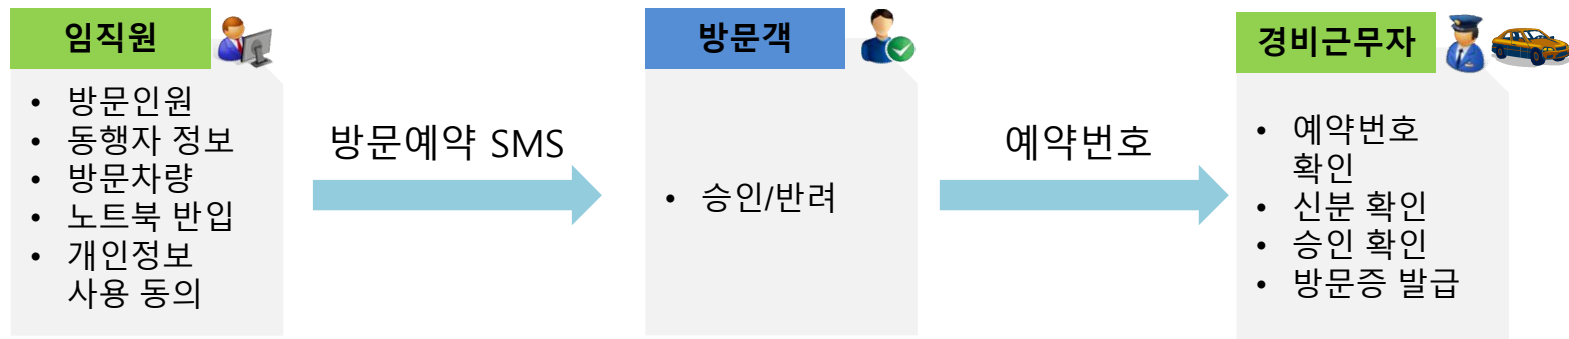 임직원
• 방문인원
• 동행자 정보
• 방문차량
• 노트북 반입
• 개인정보
사용 동의
방문예약 SMS
방문객
• 승인/반려
예약번호
경비근무자
• 예약번호
확인
• 신분 확인
• 승인 확인
• 방문증 발급